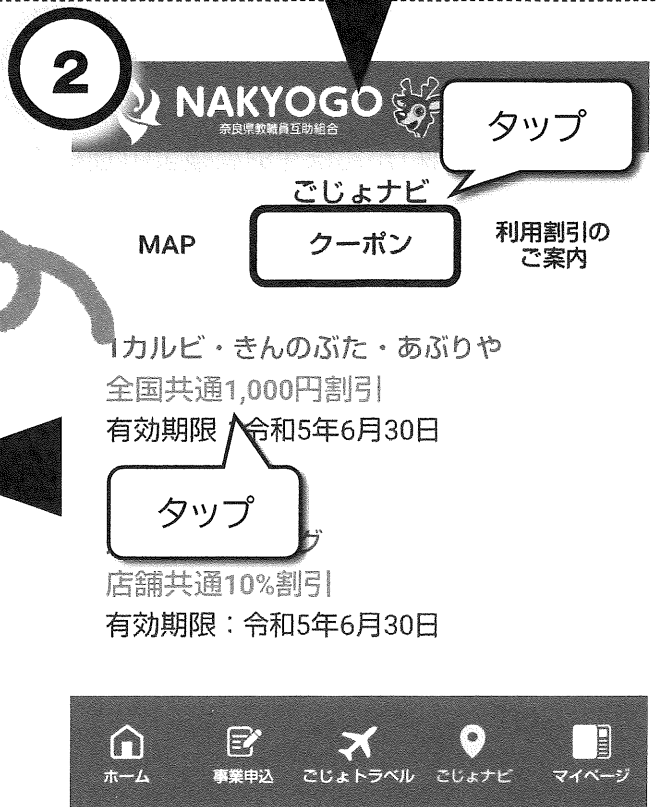 2
NAKYOGO
奈良県教職員互助組合
タップ
ごじょナビ
MAP
クーポン
利用割引の
ご案内
1カルビ・きんのぶた・あぶりや
全国共通1,000円割引
有効期限：令和5年6月30日
タップ
グ
店舗共通10%割引
有効期限：令和5年6月30日
ホーム
事業申込
ごじょトラベル
ごじょナビ
マイページ